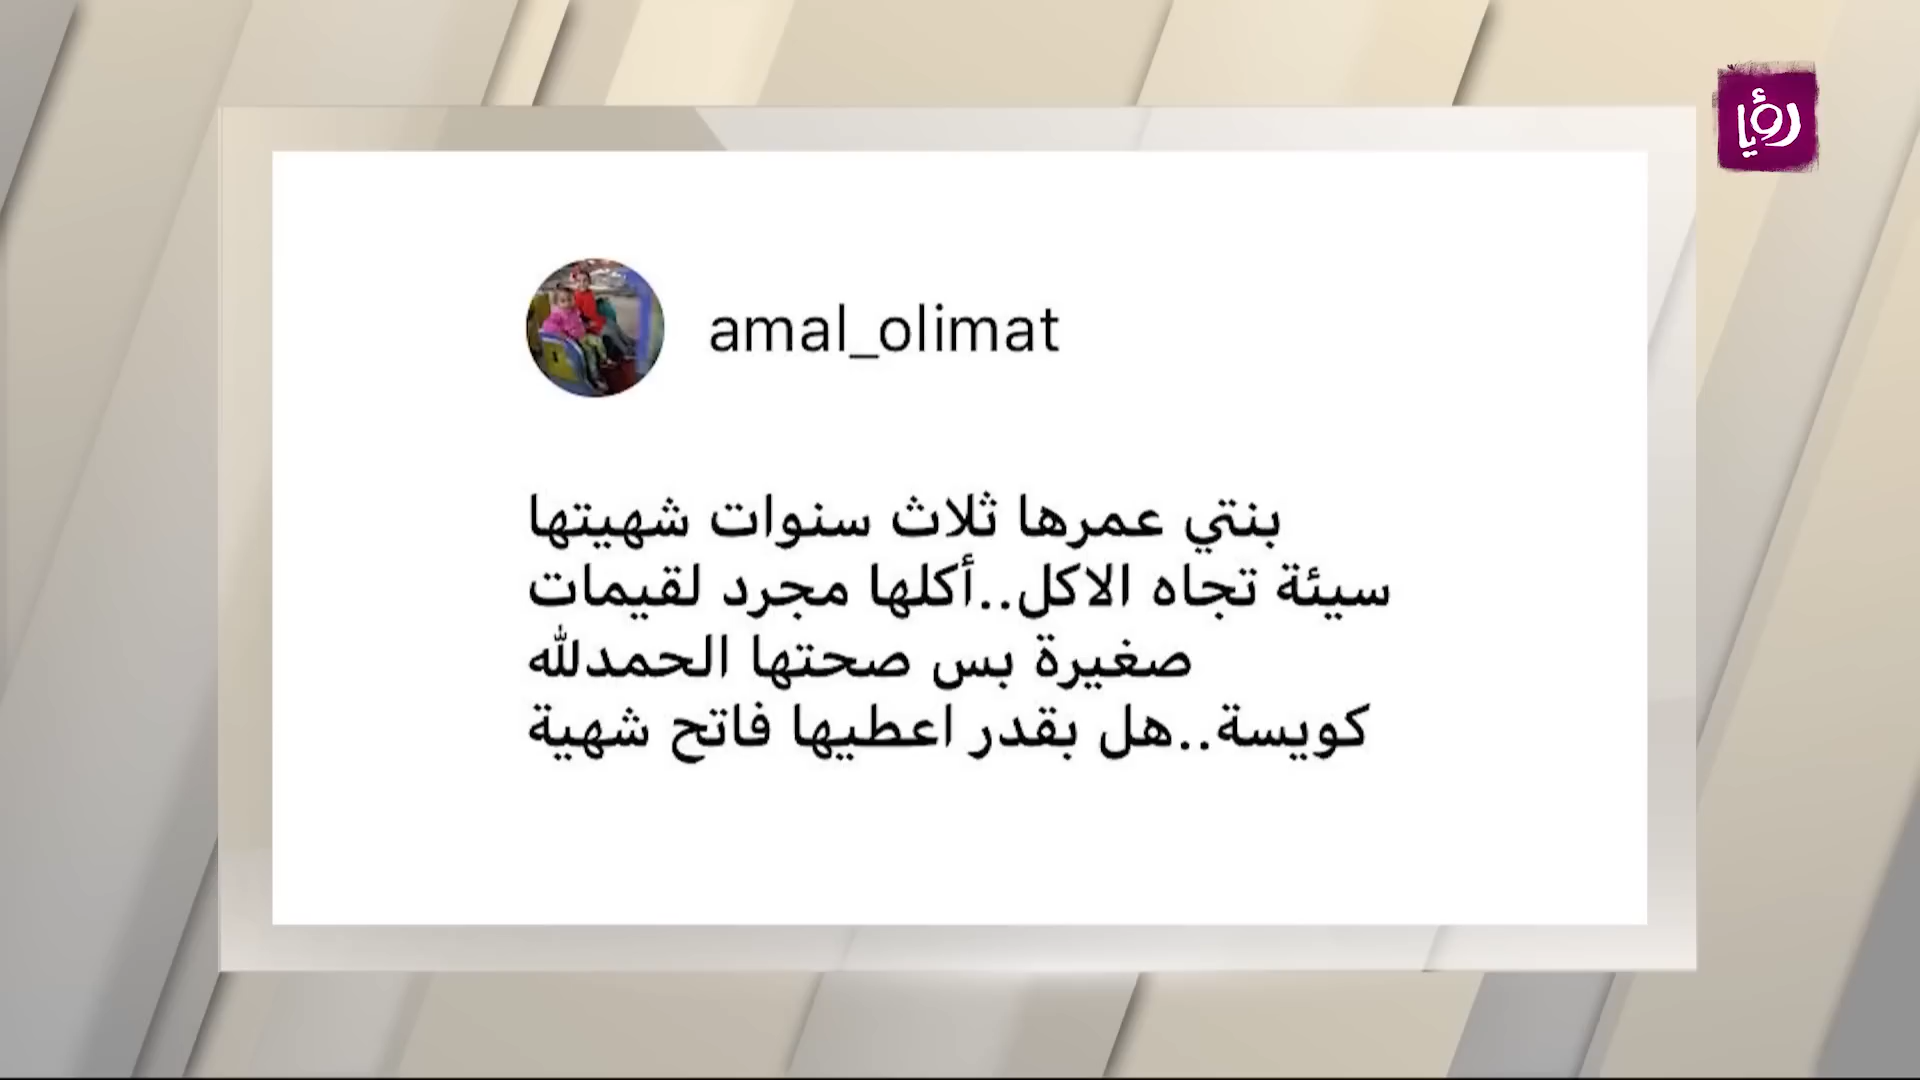 رؤيا
amal_olimat
بنتي عمرها ثلاث سنوات شهيتها
سيئة تجاه الاكل..أكلها مجرد لقيمات
صغيرة بس صحتها الحمدلله
كويسة..هل بقدر اعطيها فاتح شهية